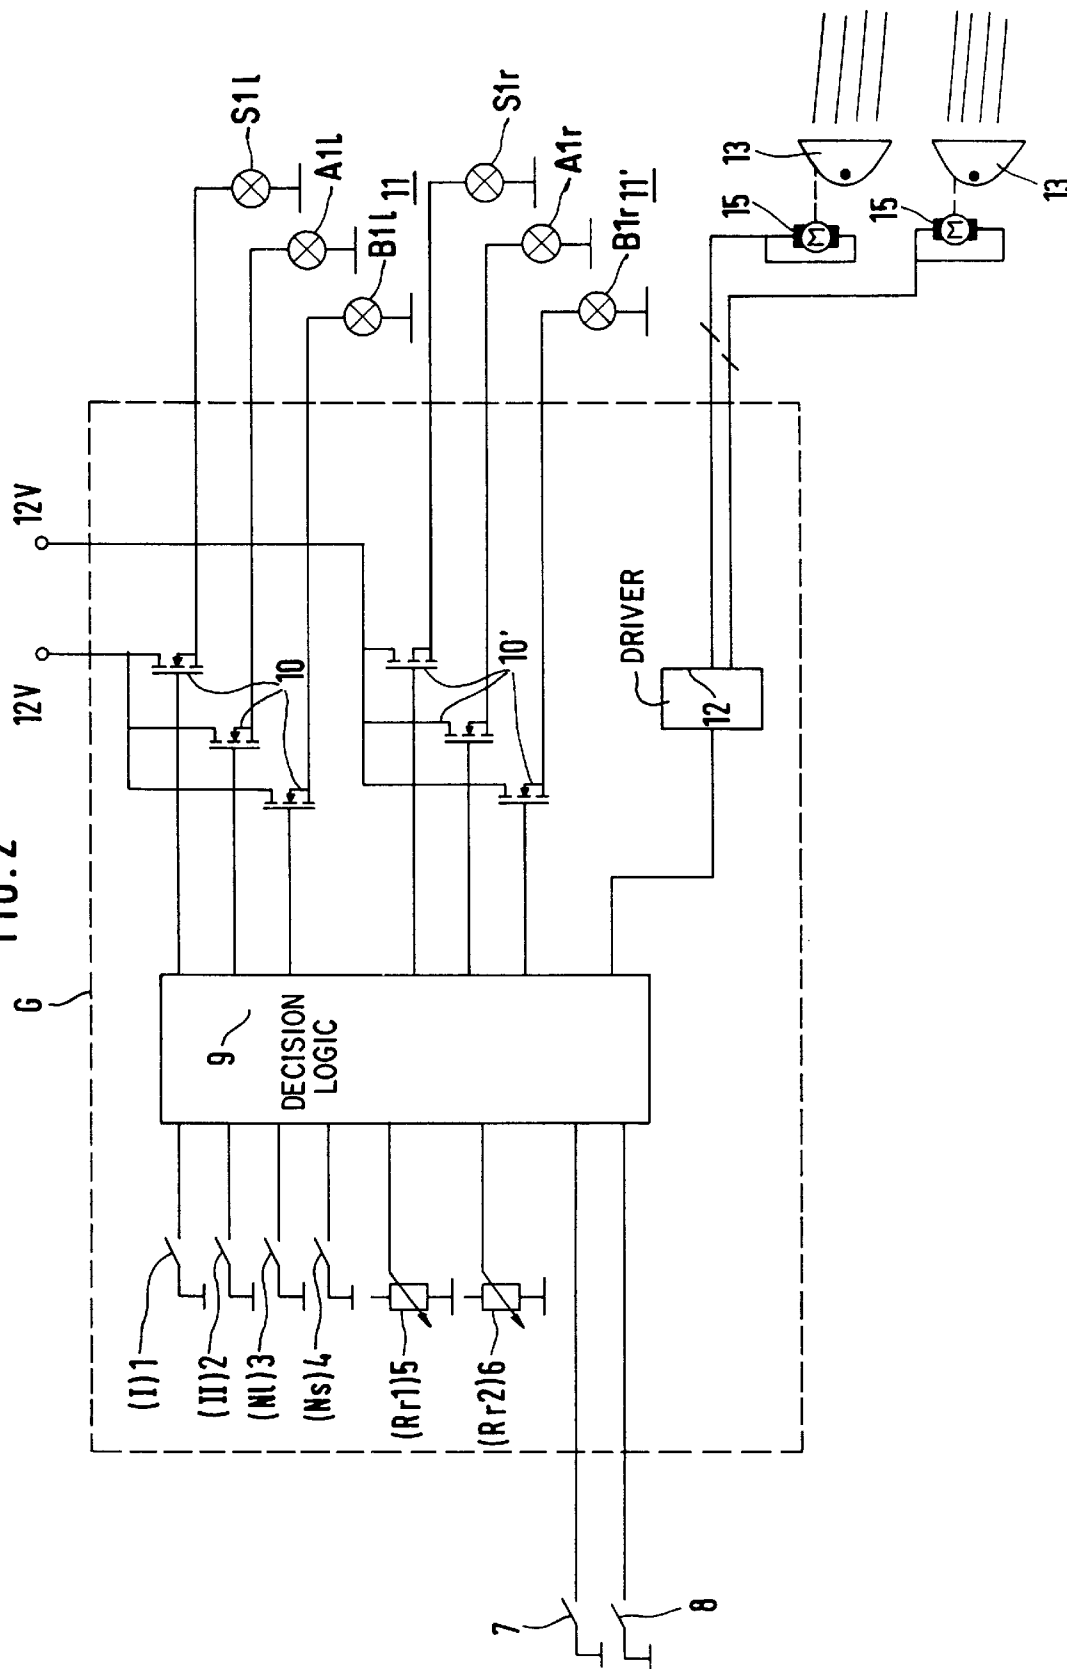 FIG. 2
G
12V
12V
S1l
A1l
B1l
11
S1r
A1r
B1r
11'
10
10'
9
DECISION
LOGIC
(I)1
(II)2
(Nl)3
(Ns)4
(Rr1)5
(Rr2)6
7
8
DRIVER
12
15
M
13
15
M
13